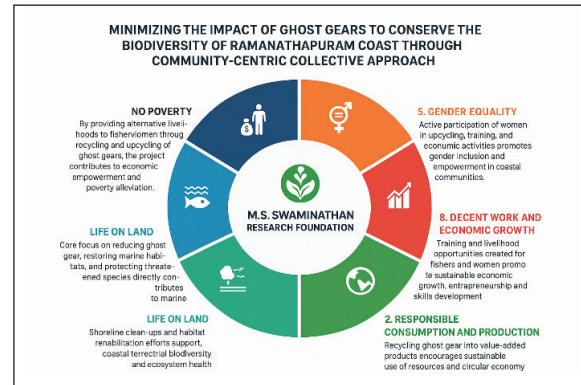 MINIMIZING THE IMPACT OF GHOST GEARS TO CONSERVE THE
BIODIVERSITY OF RAMANATHAPURAM COAST THROUGH
COMMUNITY-CENTRIC COLLECTIVE APPROACH
NO POVERTY
By providing alternative liveli-
hoods to fisherivomen throug
recycling and upcycling of
ghost gears, the project
contributes to economic
empowerment and
poverty alleviation.
$
5. GENDER EQUALITY
Active participation of women
in upcycling, training, and
economic activities promotes
gender inclusion and
empowerment in coastal
communities.
LIFE ON LAND
Core focus on reducing ghost
gear, restoring marine habi-
tats, and protecting threate-
ened species directly con-
tributes
to marine
M.S. SWAMINATHAN
RESEARCH FOUNDATION
8. DECENT WORK AND
ECONOMIC GROWTH
Training and livelihood
opportunities created for
fishers and women promo
te sustainable economic
growth, entrepreneurship and
skills development
LIFE ON LAND
Shoreline clean-ups and habitat
renabilitation efforts support,
coastal terrectrial biodiversity
and ecosystem health
2. RESPONSIBLE
CONSUMPTION AND PRODUCTION
Recycling ghost gear into value-added
products encourages sustainable
use of resources and circular economy